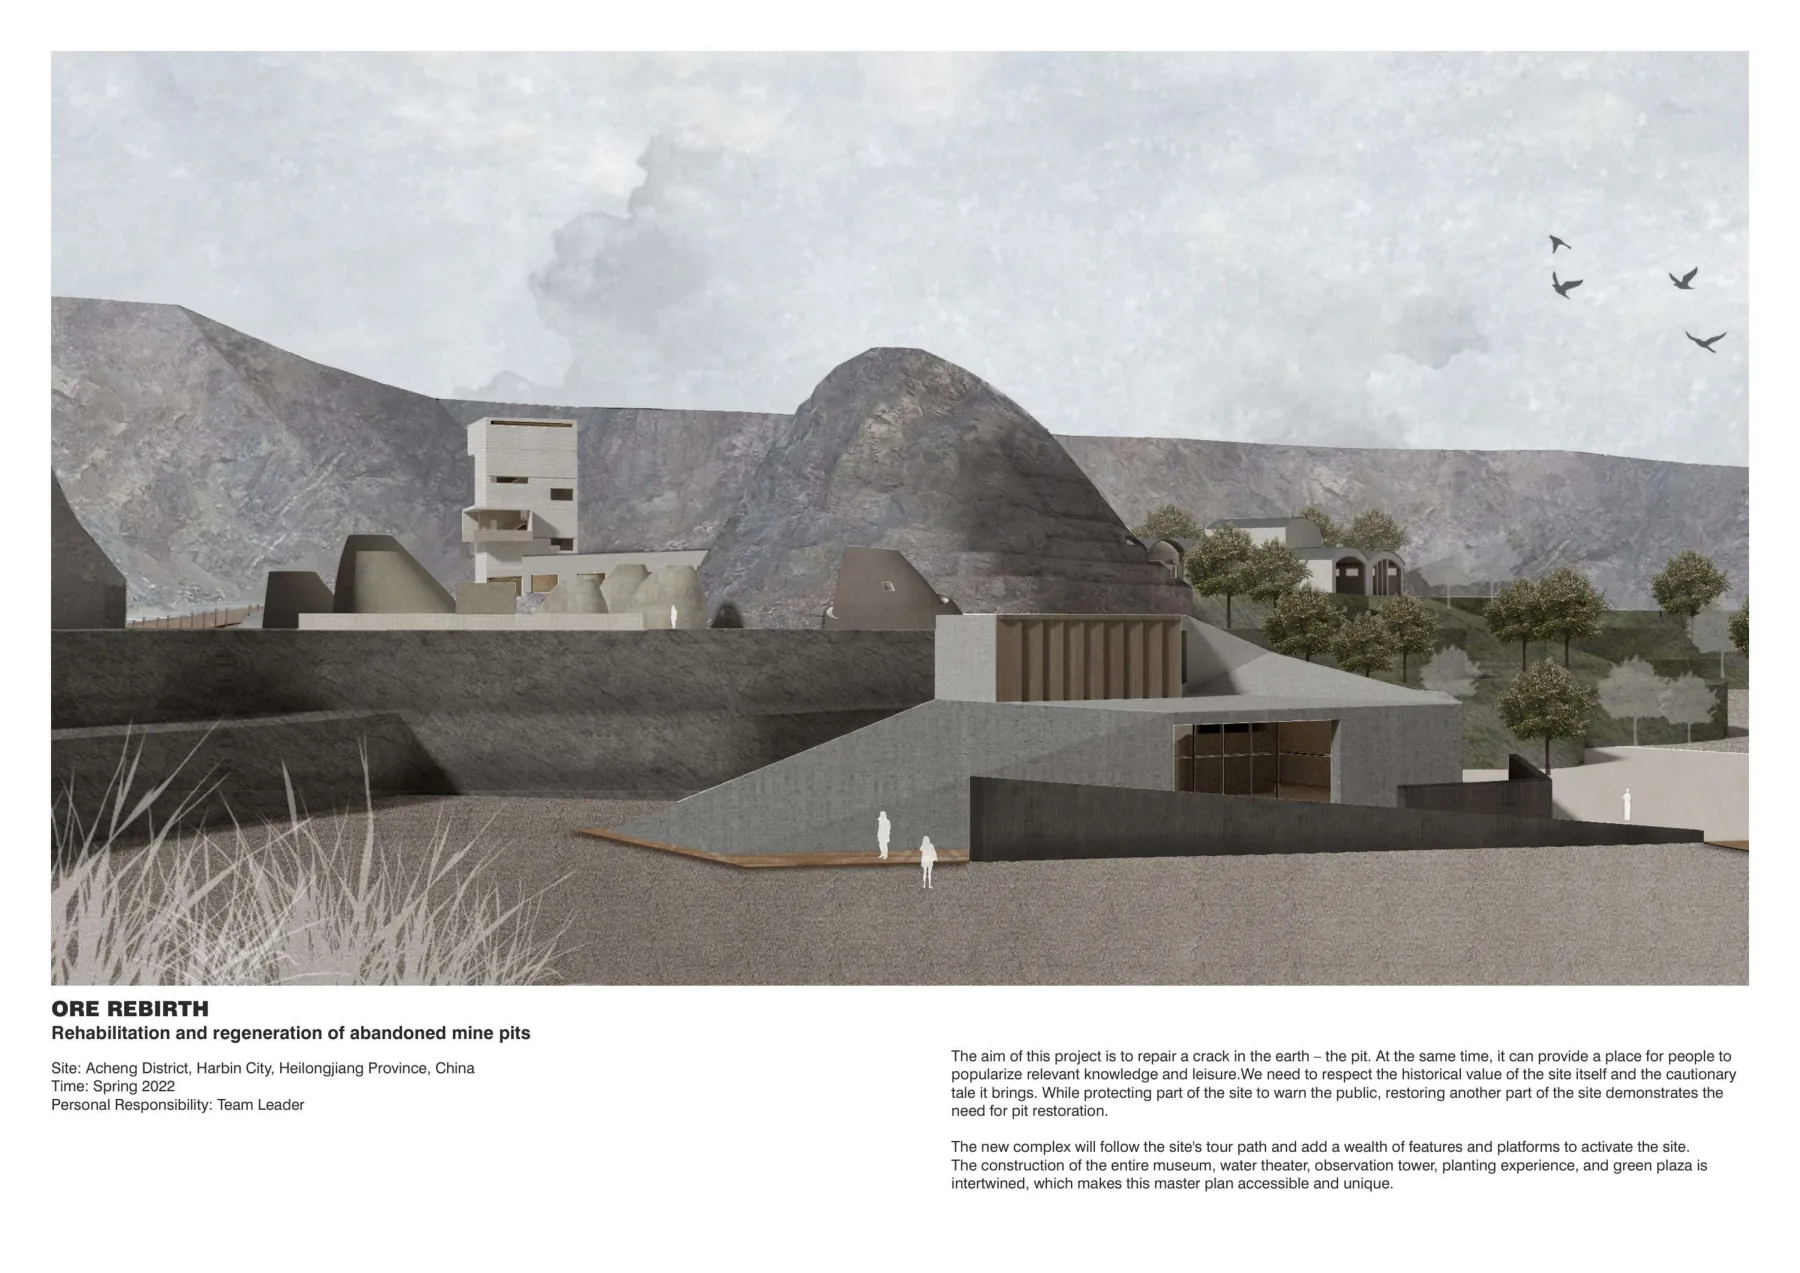 ORE REBIRTH
Rehabilitation and regeneration of abandoned mine pits
Site: Acheng District, Harbin City, Heilongjiang Province, China
Time: Spring 2022
Personal Responsibility: Team Leader
The aim of this project is to repair a crack in the earth – the pit. At the same time, it can provide a place for people to
popularize relevant knowledge and leisure.We need to respect the historical value of the site itself and the cautionary
tale it brings. While protecting part of the site to warn the public, restoring another part of the site demonstrates the
need for pit restoration.
The new complex will follow the site's tour path and add a wealth of features and platforms to activate the site.
The construction of the entire museum, water theater, observation tower, planting experience, and green plaza is
intertwined, which makes this master plan accessible and unique.